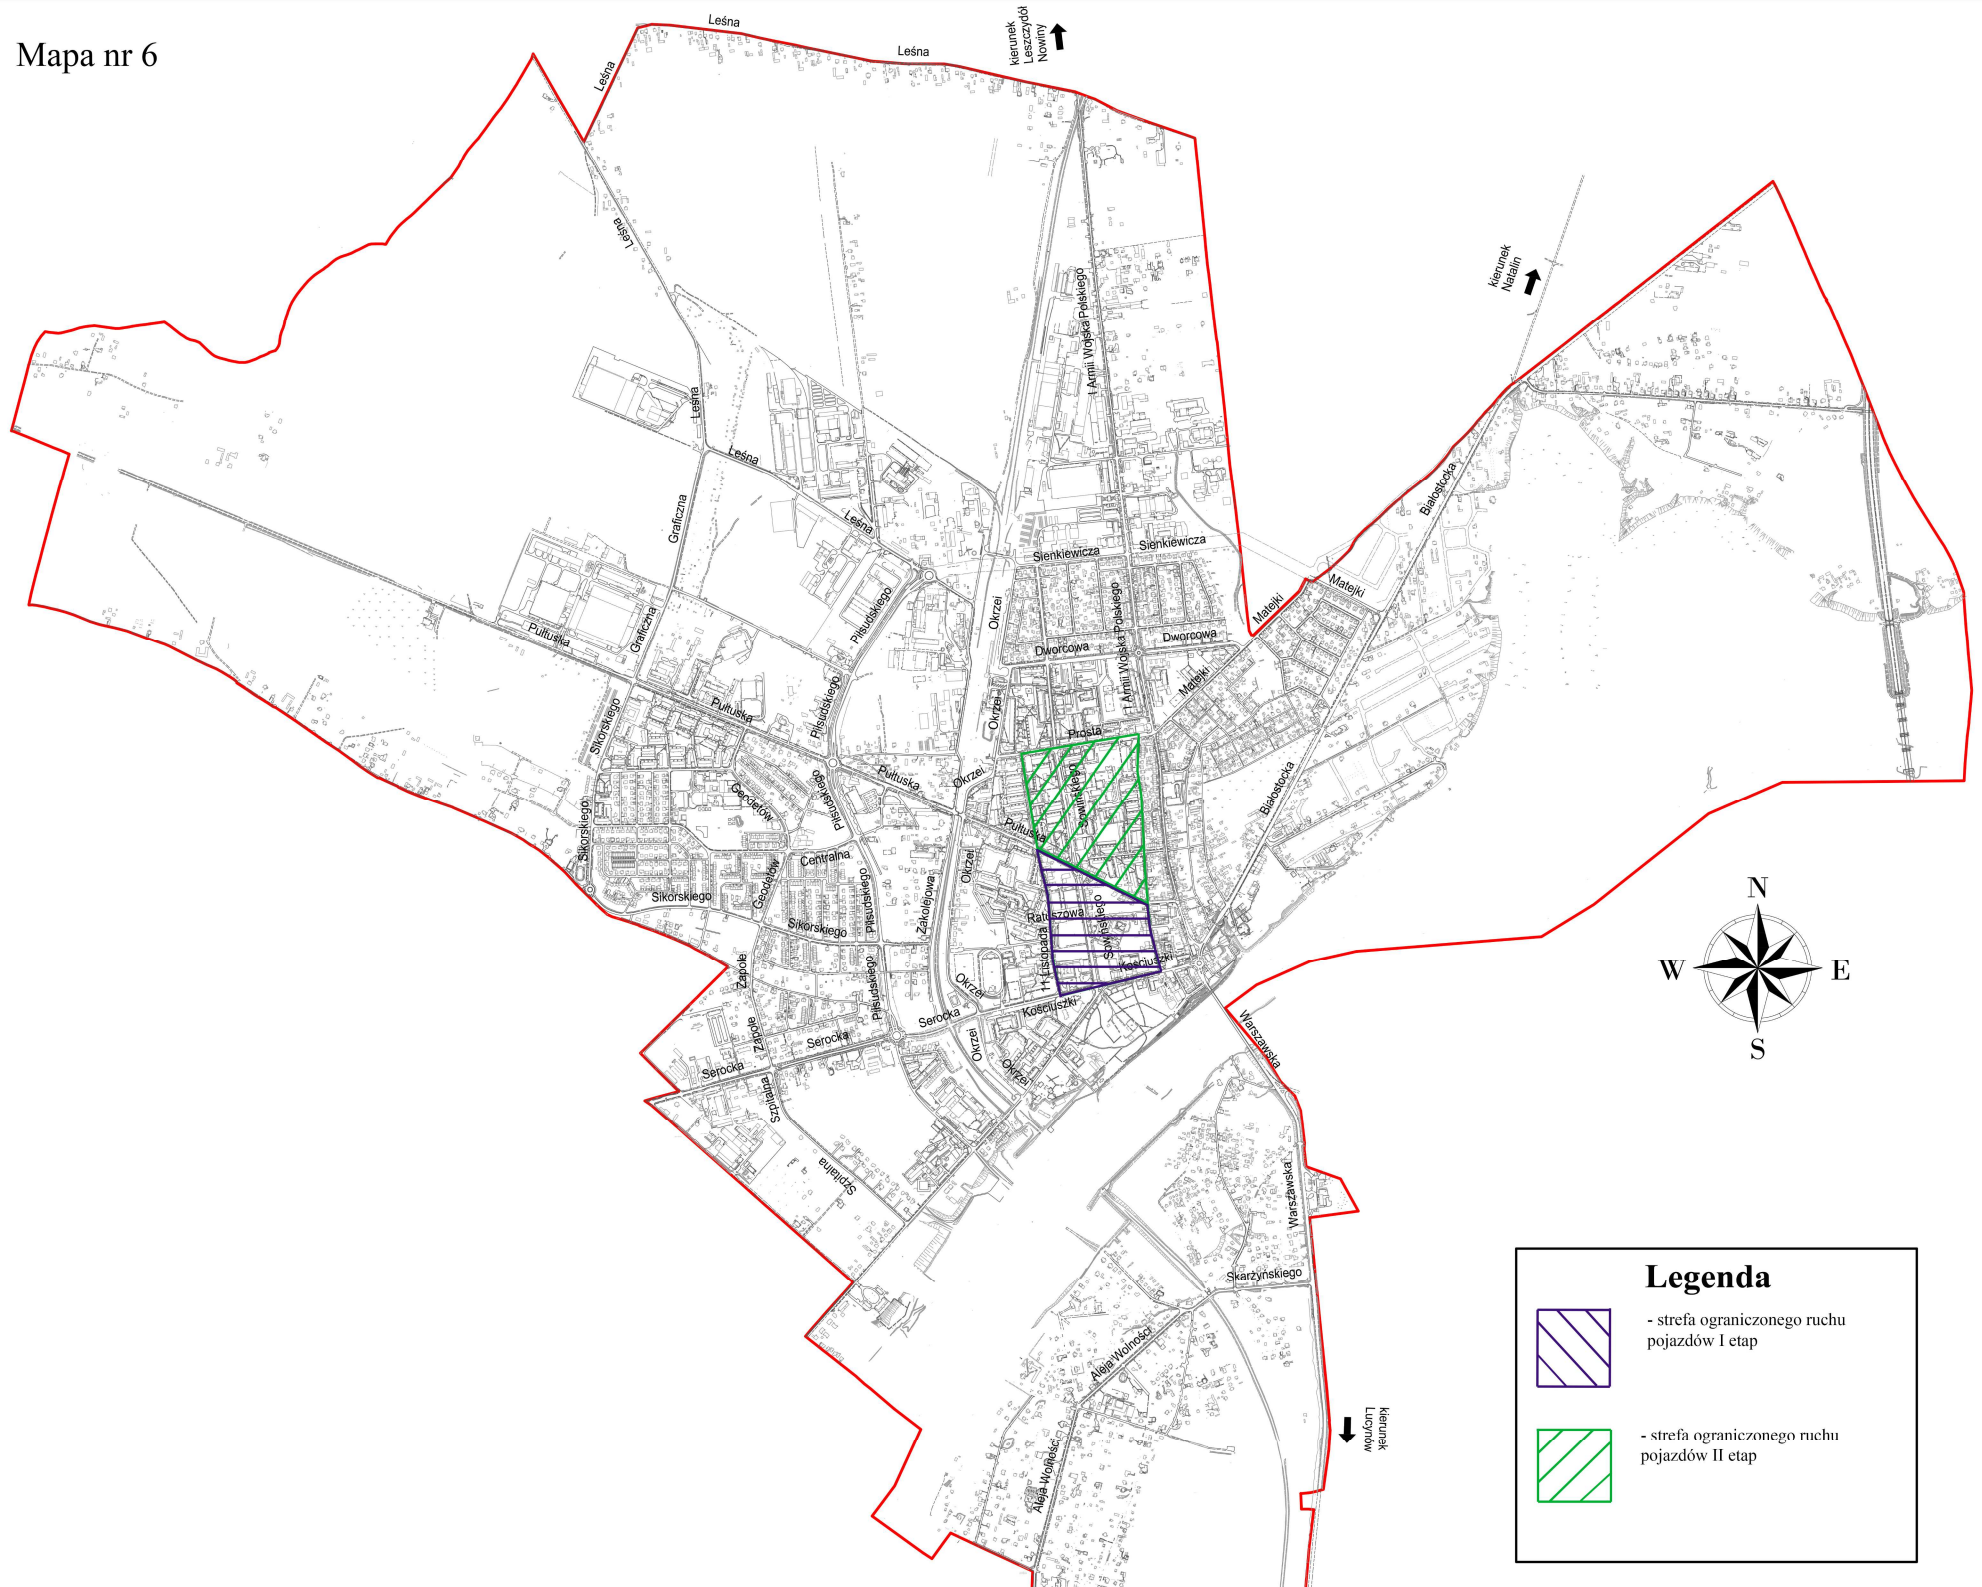 Mapa nr 6
Leśna
Leśna
Leśna
kierunek
Leszczydół
Nowiny
Leśna
kierunek
Natalin
I Armii Wojska Polskiego
Leśna
Leśna
Leśna
Graficzna
Białostocka
Sienkiewicza
Sienkiewicza
Matejki
Matejki
Piłsudskiego
Okrzei
I Armii Wojska Polskiego
Graficzna
Pułtuska
Dworcowa
Dworcowa
Matejki
Sikorskiego
Pułtuska
Piłsudskiego
Okrzei
Prosta
Pułtuska
Okrzei
Sowińskiego
Białostocka
Geodetów
Piłsudskiego
Pułtuska
Sikorskiego
Centralna
Okrzei
Geodetów
Piłsudskiego
Zakolejowa
Sikorskiego
Sikorskiego
Ratuszowa
Sowińskiego
11 Listopada
Kościuszki
Zapole
Piłsudskiego
Okrzei
Kościuszki
Serocka
Zapole
Serocka
Okrzei
Okrzei
Serocka
Szpitalna
Szpitalna
Warszawska
Warszawska
Skarżyńskiego
Aleja Wolności
Aleja Wolności
kierunek
Lucynów
N
W
E
S
Legenda
- strefa ograniczonego ruchu
pojazdów I etap
- strefa ograniczonego ruchu
pojazdów II etap